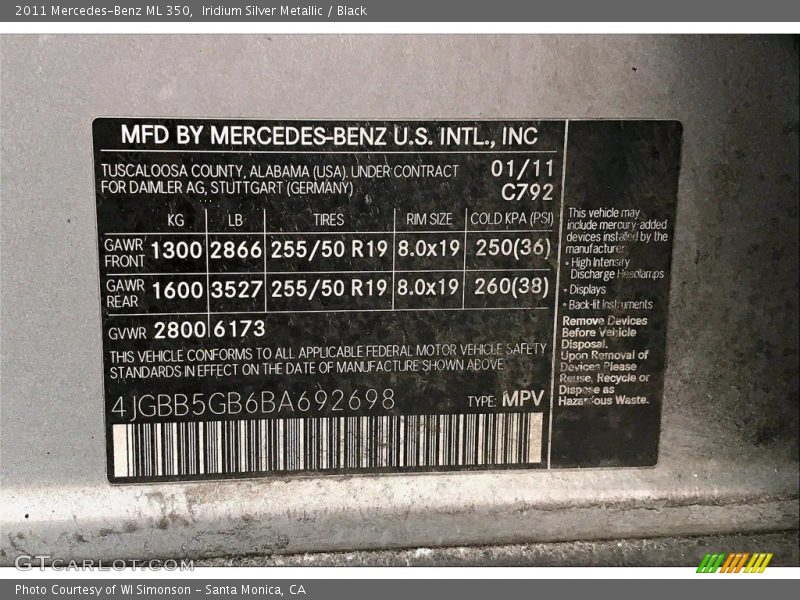 2011 Mercedes-Benz ML 350, Iridium Silver Metallic / Black
MFD BY MERCEDES-BENZ U.S. INTL., INC
TUSCALOOSA COUNTY, ALABAMA (USA). UNDER CONTRACT
FOR DAIMLER AG, STUTTGART (GERMANY)
01/11
C792
KG LB TIRES RIM SIZE COLD KPA (PSI)
GAWR FRONT 1300 2866 255/50 R19 8.0x19 250(36)
GAWR REAR 1600 3527 255/50 R19 8.0x19 260(38)
GVWR 2800 6173
THIS VEHICLE CONFORMS TO ALL APPLICABLE FEDERAL MOTOR VEHICLE SAFETY
STANDARDS IN EFFECT ON THE DATE OF MANUFACTURE SHOWN ABOVE
4JGBB5GB6BA692698 TYPE: MPV
This vehicle may
include mercury-added
devices installed by the
manufacturer:
• High Intensity
Discharge Headlamps
• Displays
• Back-lit Instruments
Remove Devices
Before Vehicle
Disposal.
Upon Removal of
Devices Please
Reuse, Recycle or
Dispose as
Hazardous Waste.
GTCARLOT.COM
Photo Courtesy of WI Simonson - Santa Monica, CA